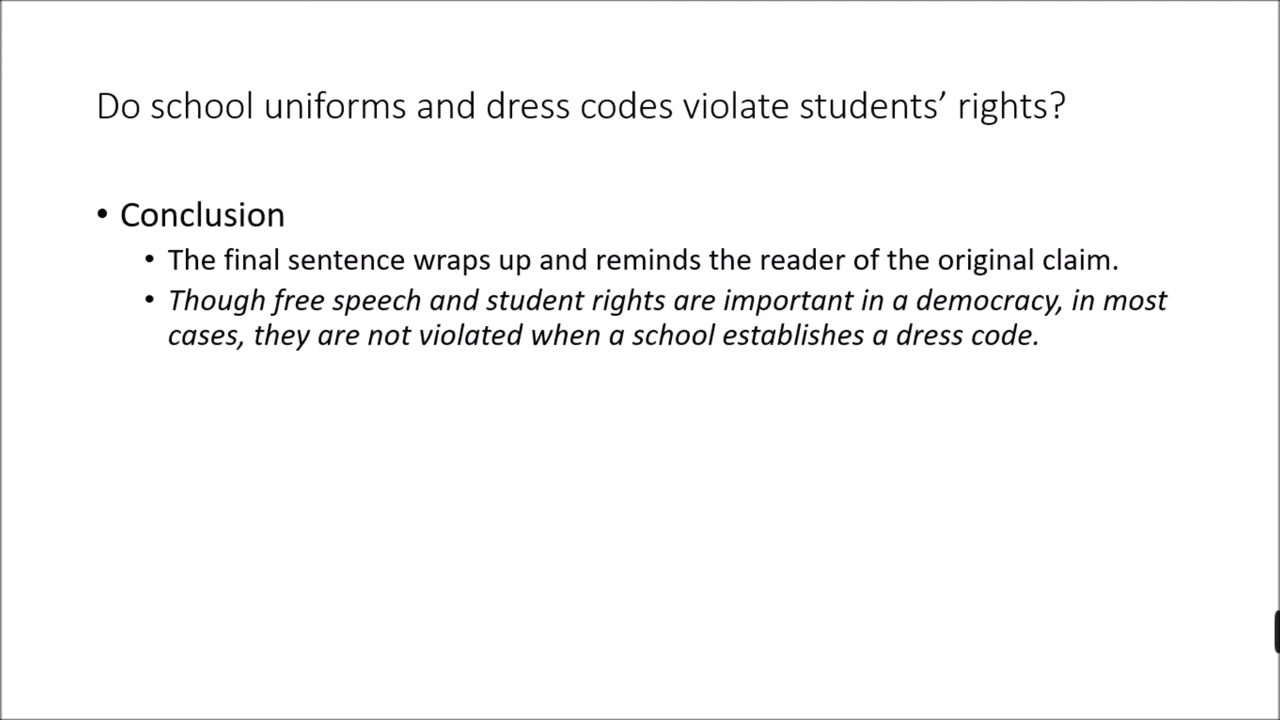 Do school uniforms and dress codes violate students’ rights?
• Conclusion
• The final sentence wraps up and reminds the reader of the original claim.
• Though free speech and student rights are important in a democracy, in most
cases, they are not violated when a school establishes a dress code.